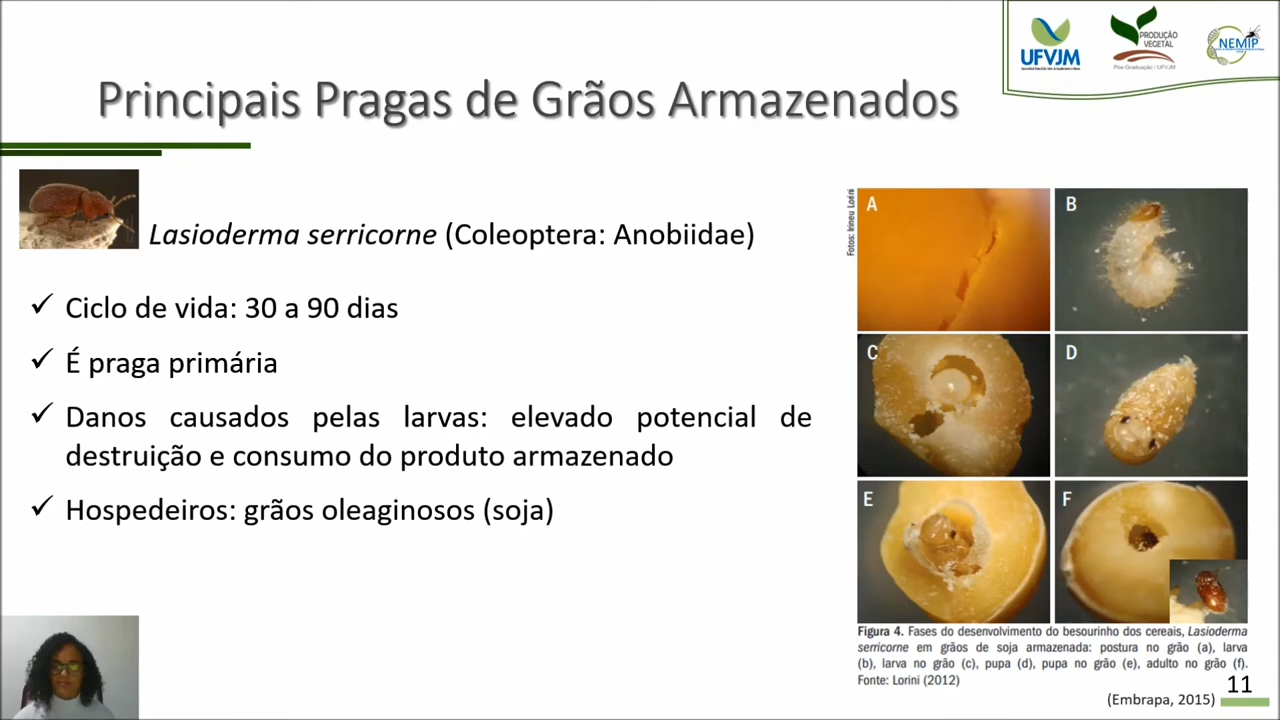 UFVJM
PRODUÇÃO
VEGETAL
Pós-Graduação / UFVJM
NEMIP
Principais Pragas de Grãos Armazenados
Lasioderma serricorne (Coleoptera: Anobiidae)
✓ Ciclo de vida: 30 a 90 dias
✓ É praga primária
✓ Danos causados pelas larvas: elevado potencial de
destruição e consumo do produto armazenado
✓ Hospedeiros: grãos oleaginosos (soja)
Fotos: Irineu Lorini
A
B
C
D
E
F
Figura 4. Fases do desenvolvimento do besourinho dos cereais, Lasioderma
serricorne em grãos de soja armazenada: postura no grão (a), larva
(b), larva no grão (c), pupa (d), pupa no grão (e), adulto no grão (f).
Fonte: Lorini (2012)
(Embrapa, 2015)
11